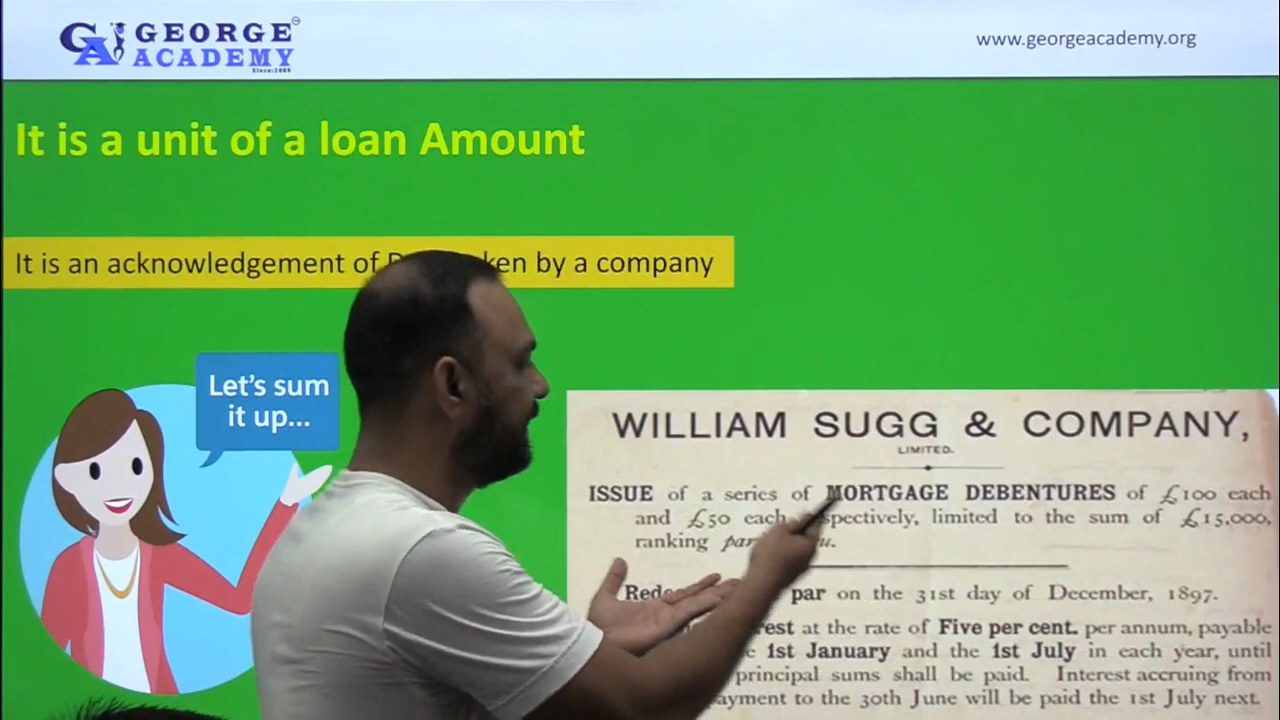 GEORGE
ACADEMY
Since:2009
www.georgeacademy.org
It is a unit of a loan Amount
It is an acknowledgement of by a company
Let's sum
it up...
WILLIAM SUGG & COMPANY,
LIMITED.
ISSUE of a series of MORTGAGE DEBENTURES of £100 each
and £50 each limited to the sum of £15,000,
ranking
par on the 31st day of December, 1897.
at the rate of Five per cent. per annum, payable
1st January and the 1st July in each year, until
principal sums shall be paid. Interest accruing from
to the 30th June will be paid the 1st July next.